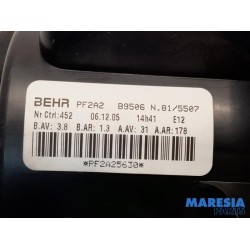 BEHR PF2A2 B9506 N.81/5507
Nr Ctrl:452 06.12.05 14h41 E12
B.AV: 3.8 B.AR: 1.3 A.AV: 31 A.AR:178
*PF2A25630*
MARESIA
PARTS